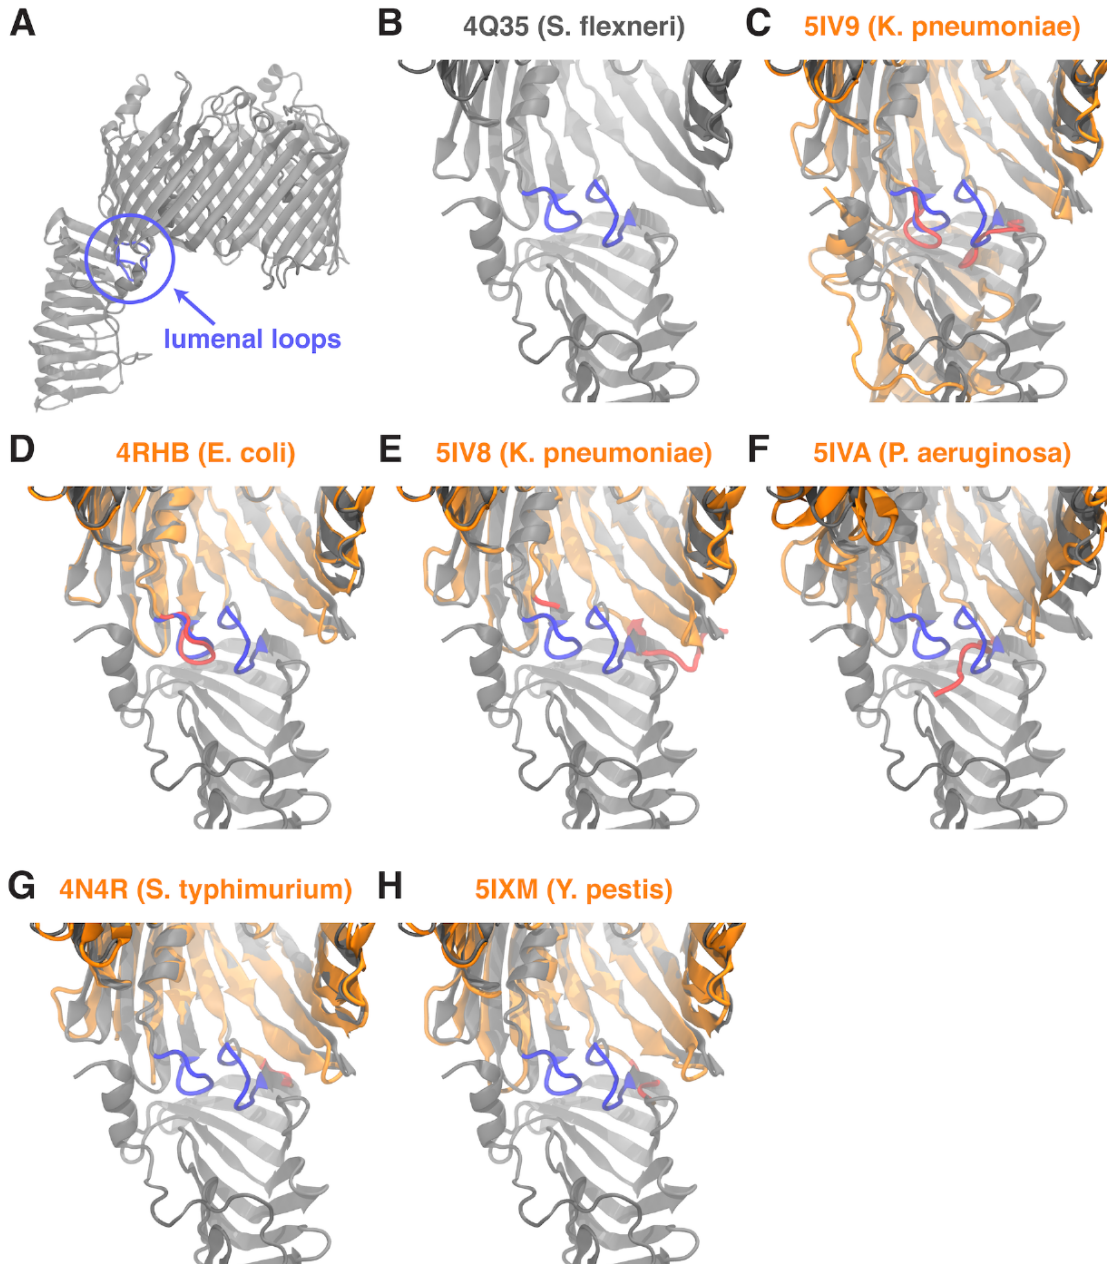 A
lumenal loops
B 4Q35 (S. flexneri)
C 5IV9 (K. pneumoniae)
D 4RHB (E. coli)
E 5IV8 (K. pneumoniae)
F 5IVA (P. aeruginosa)
G 4N4R (S. typhimurium)
H 5IXM (Y. pestis)